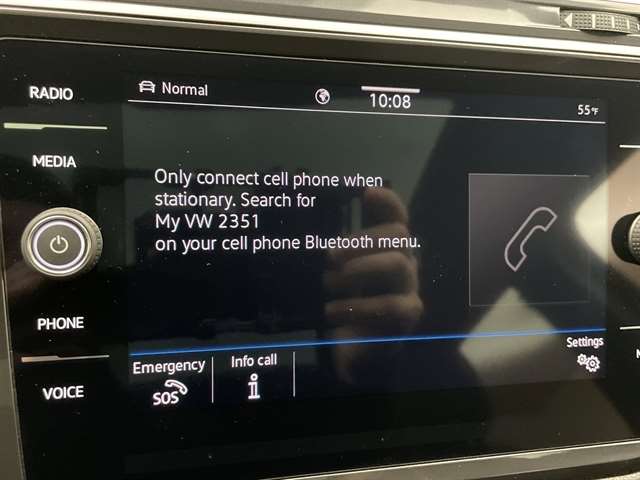 RADIO
Normal
10:08
55°F
MEDIA
Only connect cell phone when
stationary. Search for
My VW 2351
on your cell phone Bluetooth menu.
PHONE
Emergency
SOS
Info call
Settings
VOICE